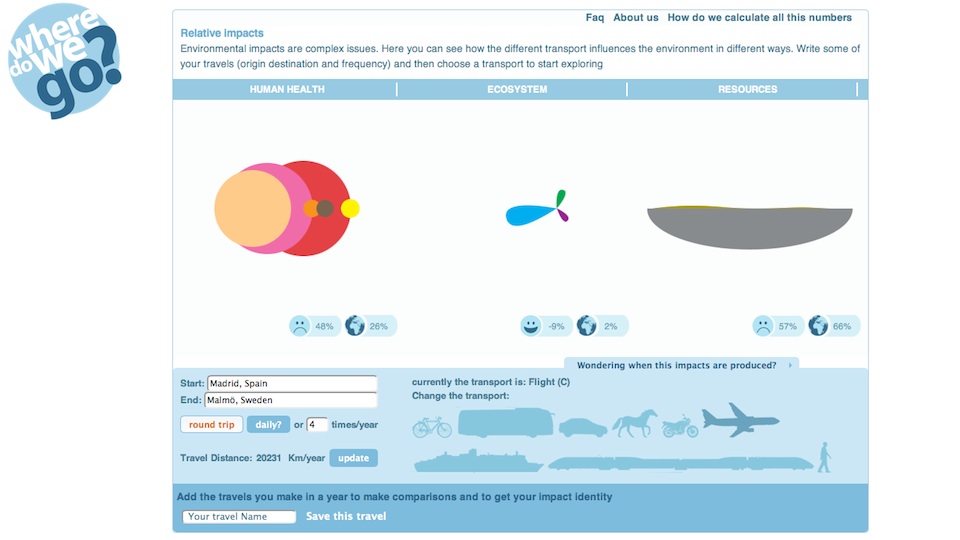 where
do we
go?
Faq About us How do we calculate all this numbers
Relative impacts
Environmental impacts are complex issues. Here you can see how the different transport influences the environment in different ways. Write some of
your travels (origin destination and frequency) and then choose a transport to start exploring
HUMAN HEALTH ECOSYSTEM RESOURCES
48% 26% -9% 2% 57% 66%
Wondering when this impacts are produced?
Start: Madrid, Spain
End: Malmö, Sweden
currently the transport is: Flight (C)
Change the transport:
round trip daily? or 4 times/year
Travel Distance: 20231 Km/year update
Add the travels you make in a year to make comparisons and to get your impact identity
Your travel Name Save this travel